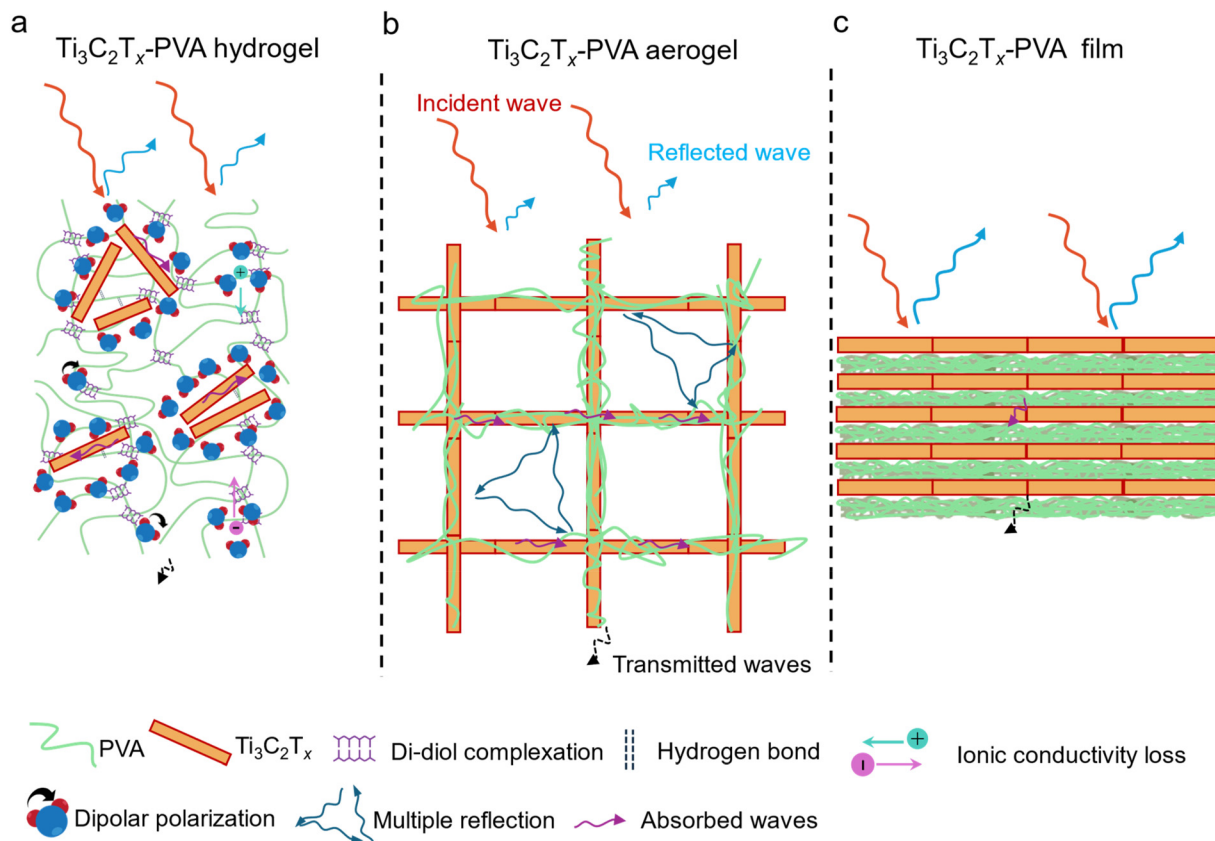 a
Ti₃C₂Tₓ-PVA hydrogel
b
Ti₃C₂Tₓ-PVA aerogel
c
Ti₃C₂Tₓ-PVA film
Incident wave
Reflected wave
Transmitted waves
PVA
Ti₃C₂Tₓ
Di-diol complexation
Hydrogen bond
Ionic conductivity loss
Dipolar polarization
Multiple reflection
Absorbed waves